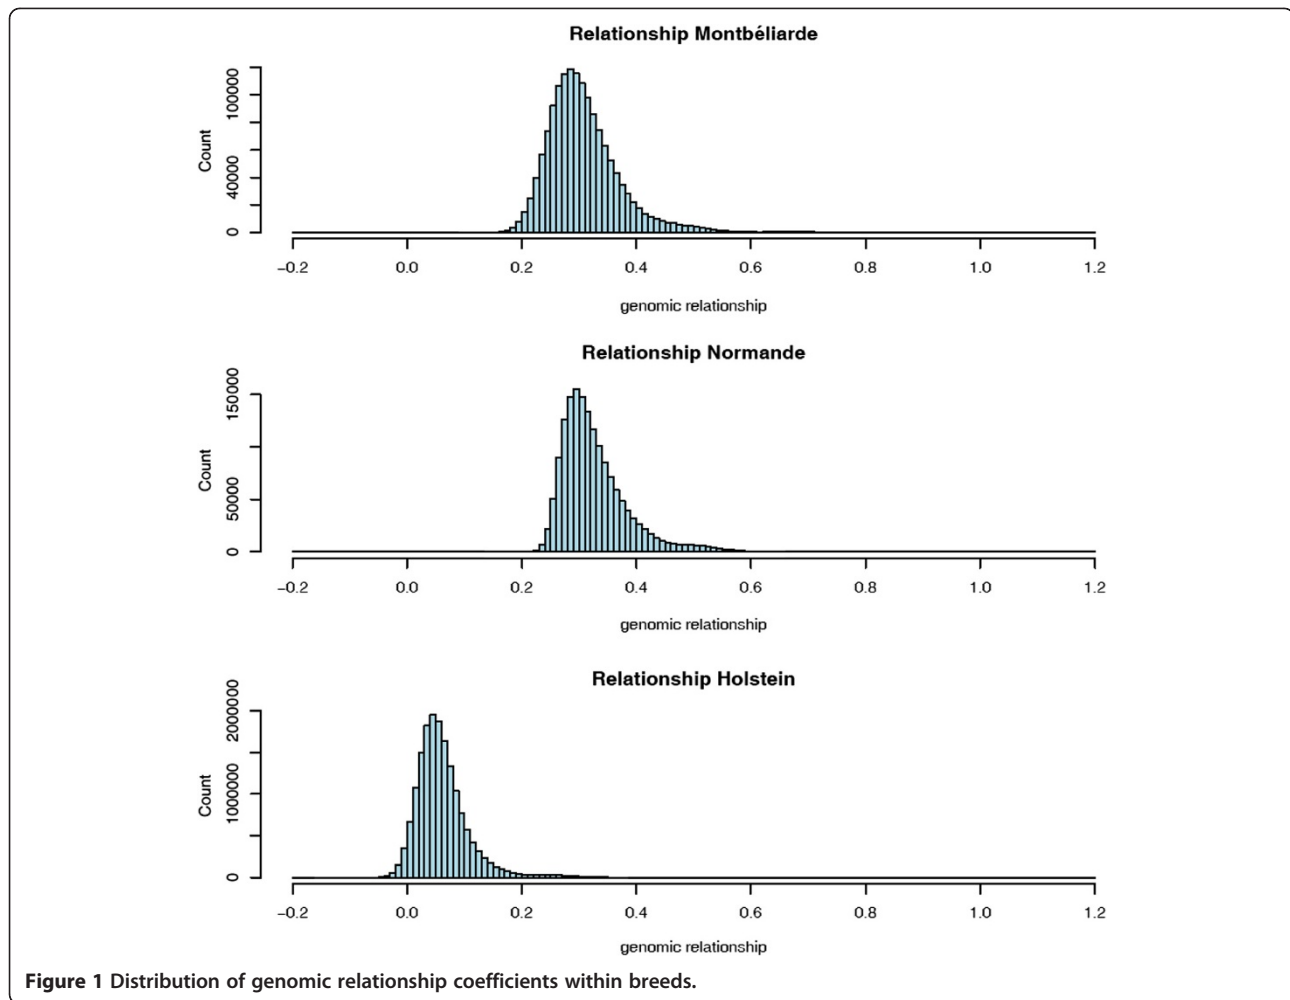 Relationship Montbéliarde
Count
0
40000
100000
−0.2 0.0 0.2 0.4 0.6 0.8 1.0 1.2
genomic relationship
Relationship Normande
Count
0
50000
150000
−0.2 0.0 0.2 0.4 0.6 0.8 1.0 1.2
genomic relationship
Relationship Holstein
Count
0
1000000
2000000
−0.2 0.0 0.2 0.4 0.6 0.8 1.0 1.2
genomic relationship
Figure 1 Distribution of genomic relationship coefficients within breeds.